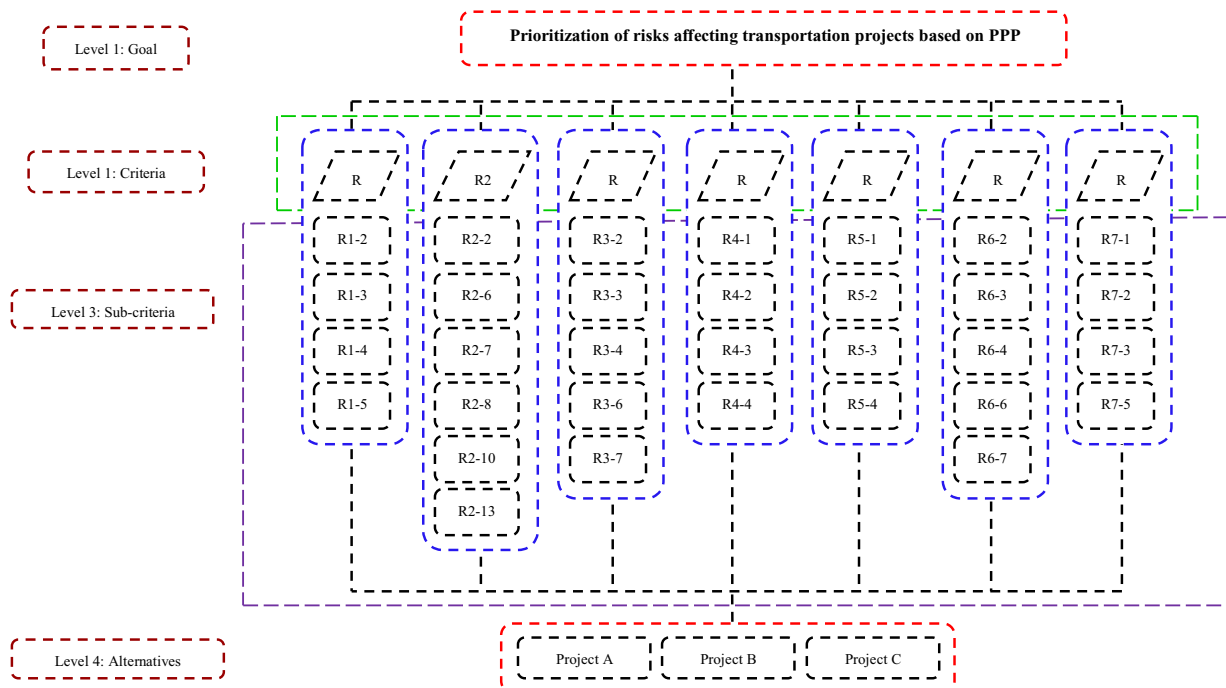 Level 1: Goal
Prioritization of risks affecting transportation projects based on PPP
Level 1: Criteria
R R2 R R R R R
R1-2 R2-2 R3-2 R4-1 R5-1 R6-2 R7-1
Level 3: Sub-criteria
R1-3 R2-6 R3-3 R4-2 R5-2 R6-3 R7-2
R1-4 R2-7 R3-4 R4-3 R5-3 R6-4 R7-3
R1-5 R2-8 R3-6 R4-4 R5-4 R6-6 R7-5
R2-10 R3-7 R6-7
R2-13
Level 4: Alternatives
Project A Project B Project C